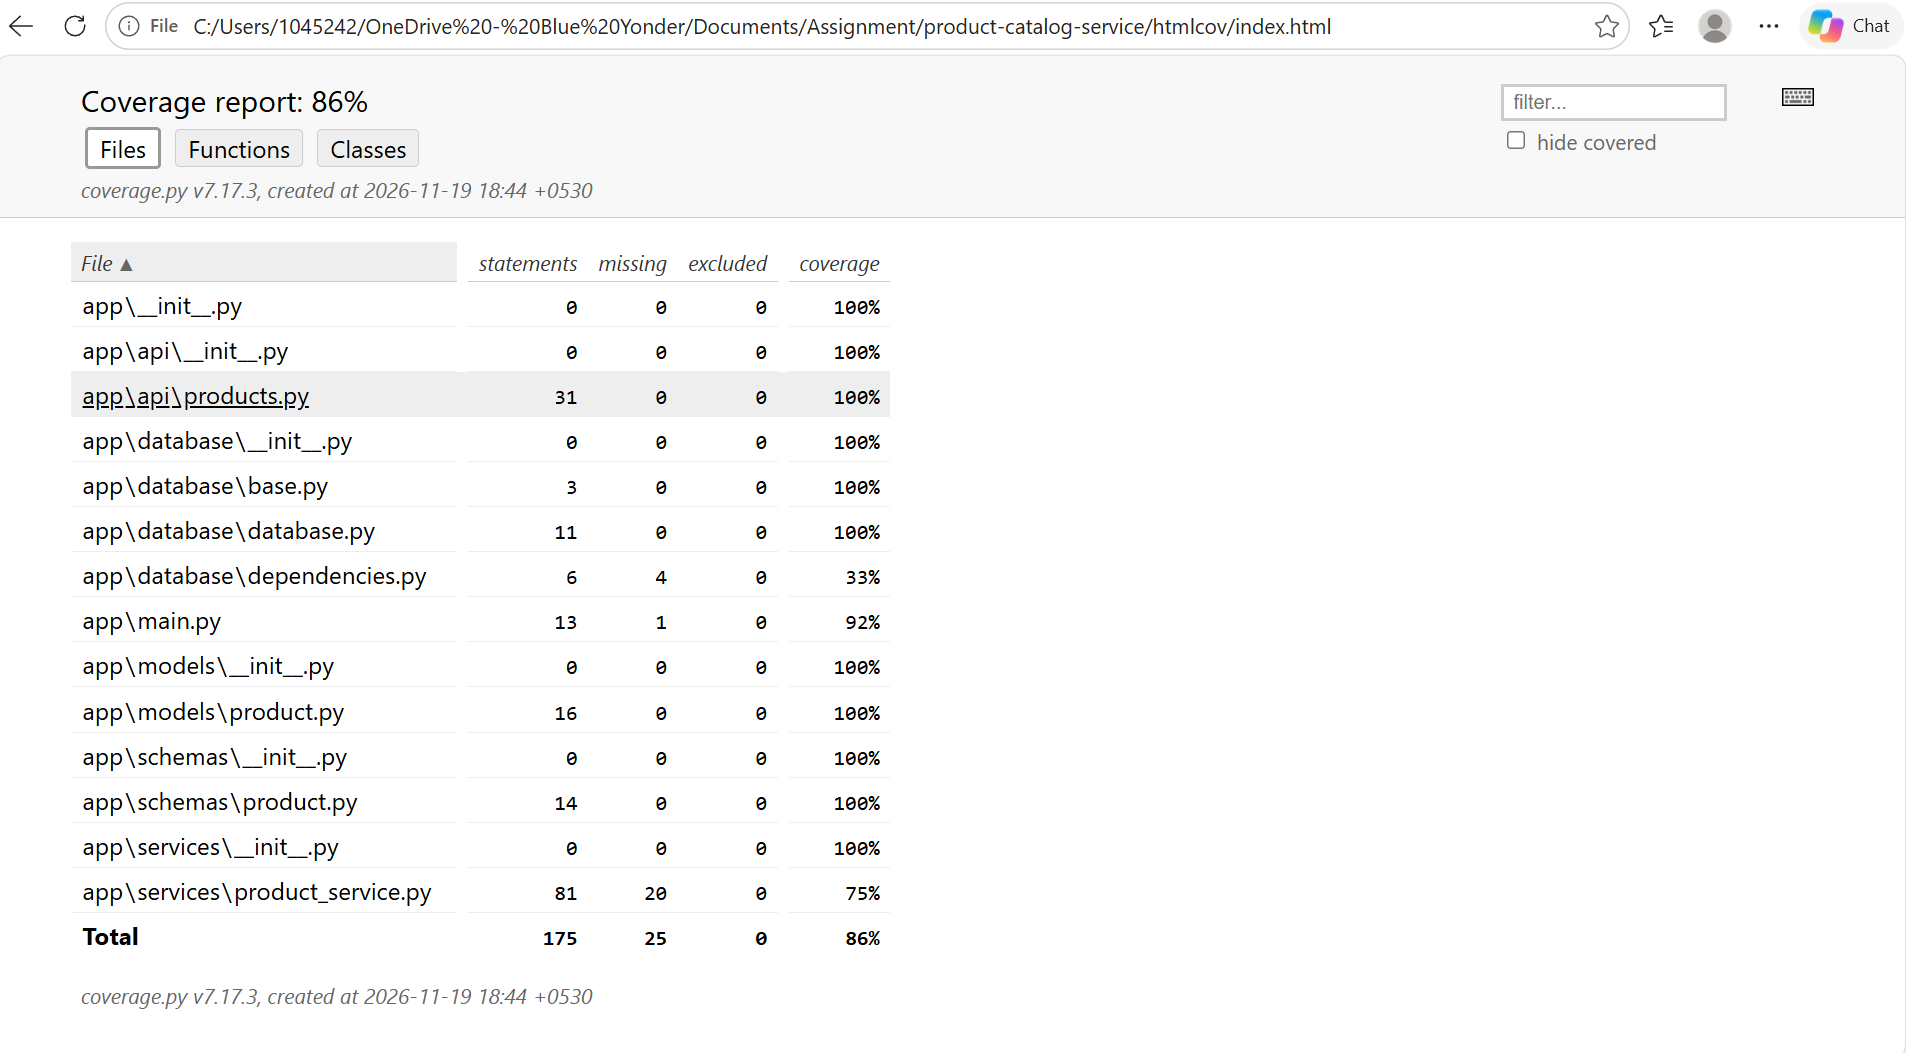 File C:/Users/1045242/OneDrive%20-%20Blue%20Yonder/Documents/Assignment/product-catalog-service/htmlcov/index.html Chat
Coverage report: 86%
filter...
Files Functions Classes
hide covered
coverage.py v7.17.3, created at 2026-11-19 18:44 +0530
File ▲ statements missing excluded coverage
app\__init__.py 0 0 0 100%
app\api\__init__.py 0 0 0 100%
app\api\products.py 31 0 0 100%
app\database\__init__.py 0 0 0 100%
app\database\base.py 3 0 0 100%
app\database\database.py 11 0 0 100%
app\database\dependencies.py 6 4 0 33%
app\main.py 13 1 0 92%
app\models\__init__.py 0 0 0 100%
app\models\product.py 16 0 0 100%
app\schemas\__init__.py 0 0 0 100%
app\schemas\product.py 14 0 0 100%
app\services\__init__.py 0 0 0 100%
app\services\product_service.py 81 20 0 75%
Total 175 25 0 86%
coverage.py v7.17.3, created at 2026-11-19 18:44 +0530